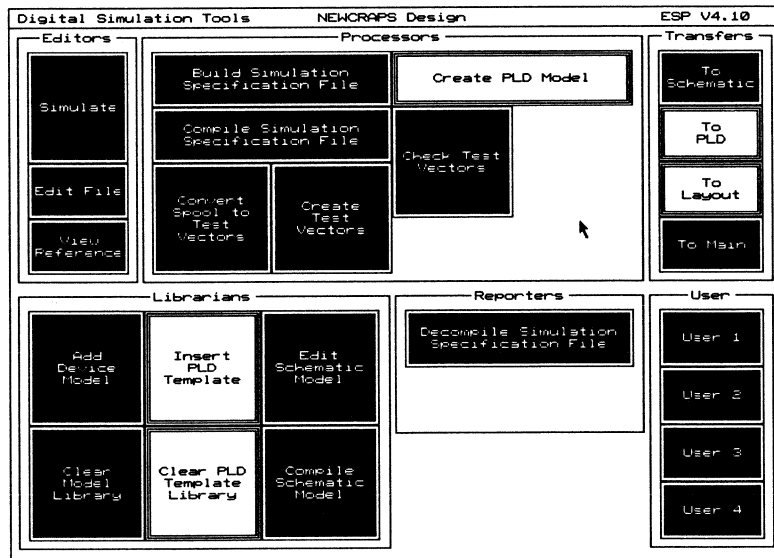 Digital Simulation Tools NEWCRAPS Design ESP V4.10
Editors
Simulate
Edit File
View
Reference
Processors
Build Simulation
Specification File
Create PLD Model
Compile Simulation
Specification File
Check Test
Vectors
Convert
Spool to
Test
Vectors
Create
Test
Vectors
Transfers
To
Schematic
To
PLD
To
Layout
To Main
Librarians
Add
Device
Model
Insert
PLD
Template
Edit
Schematic
Model
Clear
Model
Library
Clear PLD
Template
Library
Compile
Schematic
Model
Reporters
Decompile Simulation
Specification File
User
User 1
User 2
User 3
User 4